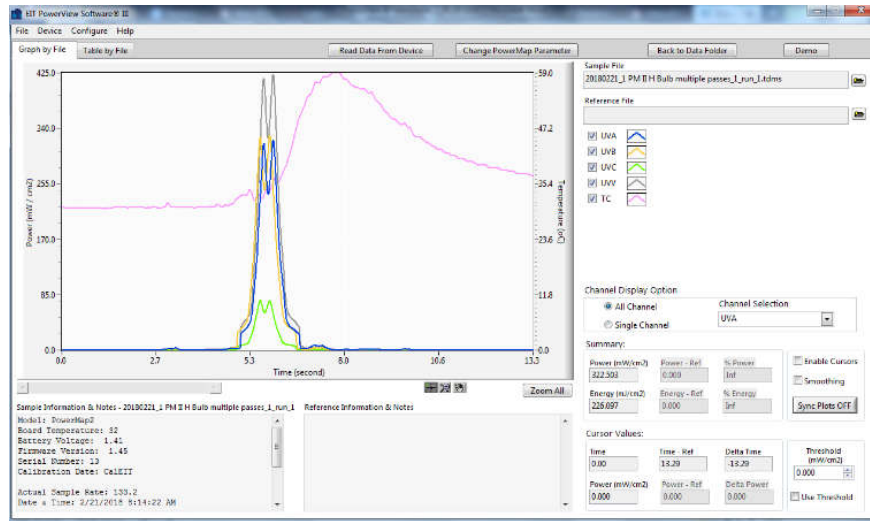 EIT PowerView Software® III
File Device Configure Help
Graph by File Table by File Read Data From Device Change PowerMap Parameter Back to Data Folder Demo
Sample File
20180221_1 PM II H Bulb multiple passes_1_run_1.tdms
Reference File
UVA
UVB
UVC
UVV
TC
425.0
340.0
255.0
170.0
85.0
0.0
Power (mW / cm2)
59.0
47.2
35.4
23.6
11.8
0.0
Temperature (oC)
0.0 2.7 5.3 8.0 10.6 13.3
Time (second)
Zoom All
Channel Display Option
All Channel
Single Channel
Channel Selection
UVA
Summary:
Power (mW/cm2) Power - Ref % Power
322.503 0.000 Inf
Energy (mJ/cm2) Energy - Ref % Energy
226.697 0.000 Inf
Enable Cursors
Smoothing
Sync Plots OFF
Sample Information & Notes - 20180221_1 PM II H Bulb multiple passes_1_run_1 Reference Information & Notes
Model: PowerMap2
Board Temperature: 32
Battery Voltage: 1.41
Firmware Version: 1.45
Serial Number: 13
Calibration Date: CalEIT
Actual Sample Rate: 133.2
Date & Time: 2/21/2018 8:14:22 AM
Cursor Values:
Time Time - Ref Delta Time
0.00 13.29 -13.29
Power (mW/cm2) Power - Ref Delta Power
0.000 0.000 0.000
Threshold
(mW/cm2)
0.000
Use Threshold